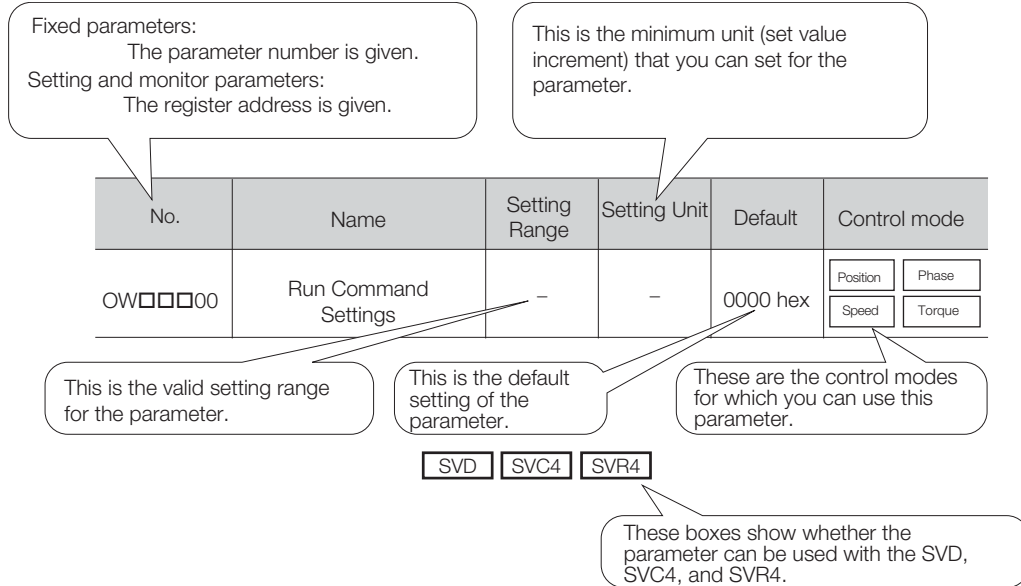 Fixed parameters:
The parameter number is given.
Setting and monitor parameters:
The register address is given.
This is the minimum unit (set value
increment) that you can set for the
parameter.
No.
Name
Setting
Range
Setting Unit
Default
Control mode
OW□□□00
Run Command
Settings
–
–
0000 hex
Position
Phase
Speed
Torque
This is the valid setting range
for the parameter.
This is the default
setting of the
parameter.
These are the control modes
for which you can use this
parameter.
SVD
SVC4
SVR4
These boxes show whether the
parameter can be used with the SVD,
SVC4, and SVR4.